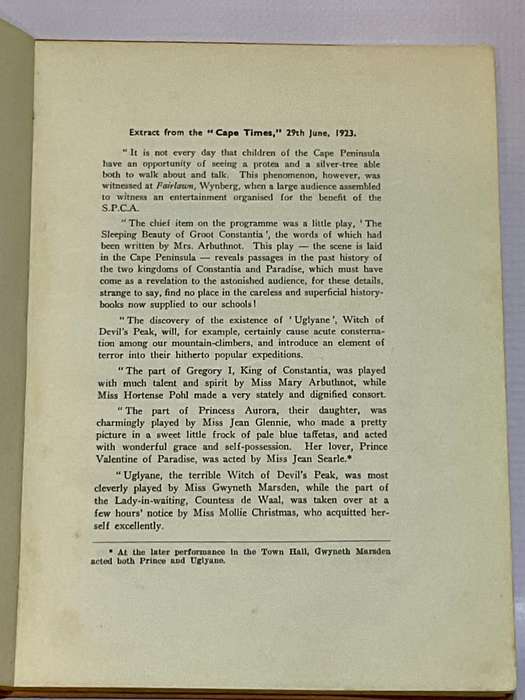 Extract from the "Cape Times," 29th June, 1923.
"It is not every day that children of the Cape Peninsula
have an opportunity of seeing a protea and a silver-tree able
both to walk about and talk. This phenomenon, however, was
witnessed at Fairlawn, Wynberg, when a large audience assembled
to witness an entertainment organised for the benefit of the
S.P.C.A.
"The chief item on the programme was a little play, 'The
Sleeping Beauty of Groot Constantia', the words of which had
been written by Mrs. Arbuthnot. This play — the scene is laid
in the Cape Peninsula — reveals passages in the past history of
the two kingdoms of Constantia and Paradise, which must have
come as a revelation to the astonished audience, for these details,
strange to say, find no place in the careless and superficial history-
books now supplied to our schools!
"The discovery of the existence of 'Uglyane', Witch of
Devil's Peak, will, for example, certainly cause acute consterna-
tion among our mountain-climbers, and introduce an element of
terror into their hitherto popular expeditions.
"The part of Gregory I, King of Constantia, was played
with much talent and spirit by Miss Mary Arbuthnot, while
Miss Hortense Pohl made a very stately and dignified consort.
"The part of Princess Aurora, their daughter, was
charmingly played by Miss Jean Glennie, who made a pretty
picture in a sweet little frock of pale blue taffetas, and acted
with wonderful grace and self-possession. Her lover, Prince
Valentine of Paradise, was acted by Miss Jean Searle.*
"Uglyane, the terrible Witch of Devil's Peak, was most
cleverly played by Miss Gwyneth Marsden, while the part of
the Lady-in-waiting, Countess de Waal, was taken over at a
few hours' notice by Miss Mollie Christmas, who acquitted her-
self excellently.
* At the later performance in the Town Hall, Gwyneth Marsden
acted both Prince and Uglyane.